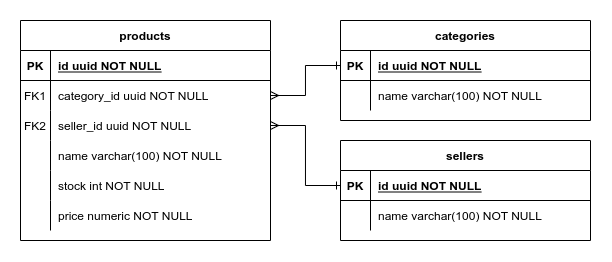 products
PK id uuid NOT NULL
FK1 category_id uuid NOT NULL
FK2 seller_id uuid NOT NULL
name varchar(100) NOT NULL
stock int NOT NULL
price numeric NOT NULL
categories
PK id uuid NOT NULL
name varchar(100) NOT NULL
sellers
PK id uuid NOT NULL
name varchar(100) NOT NULL